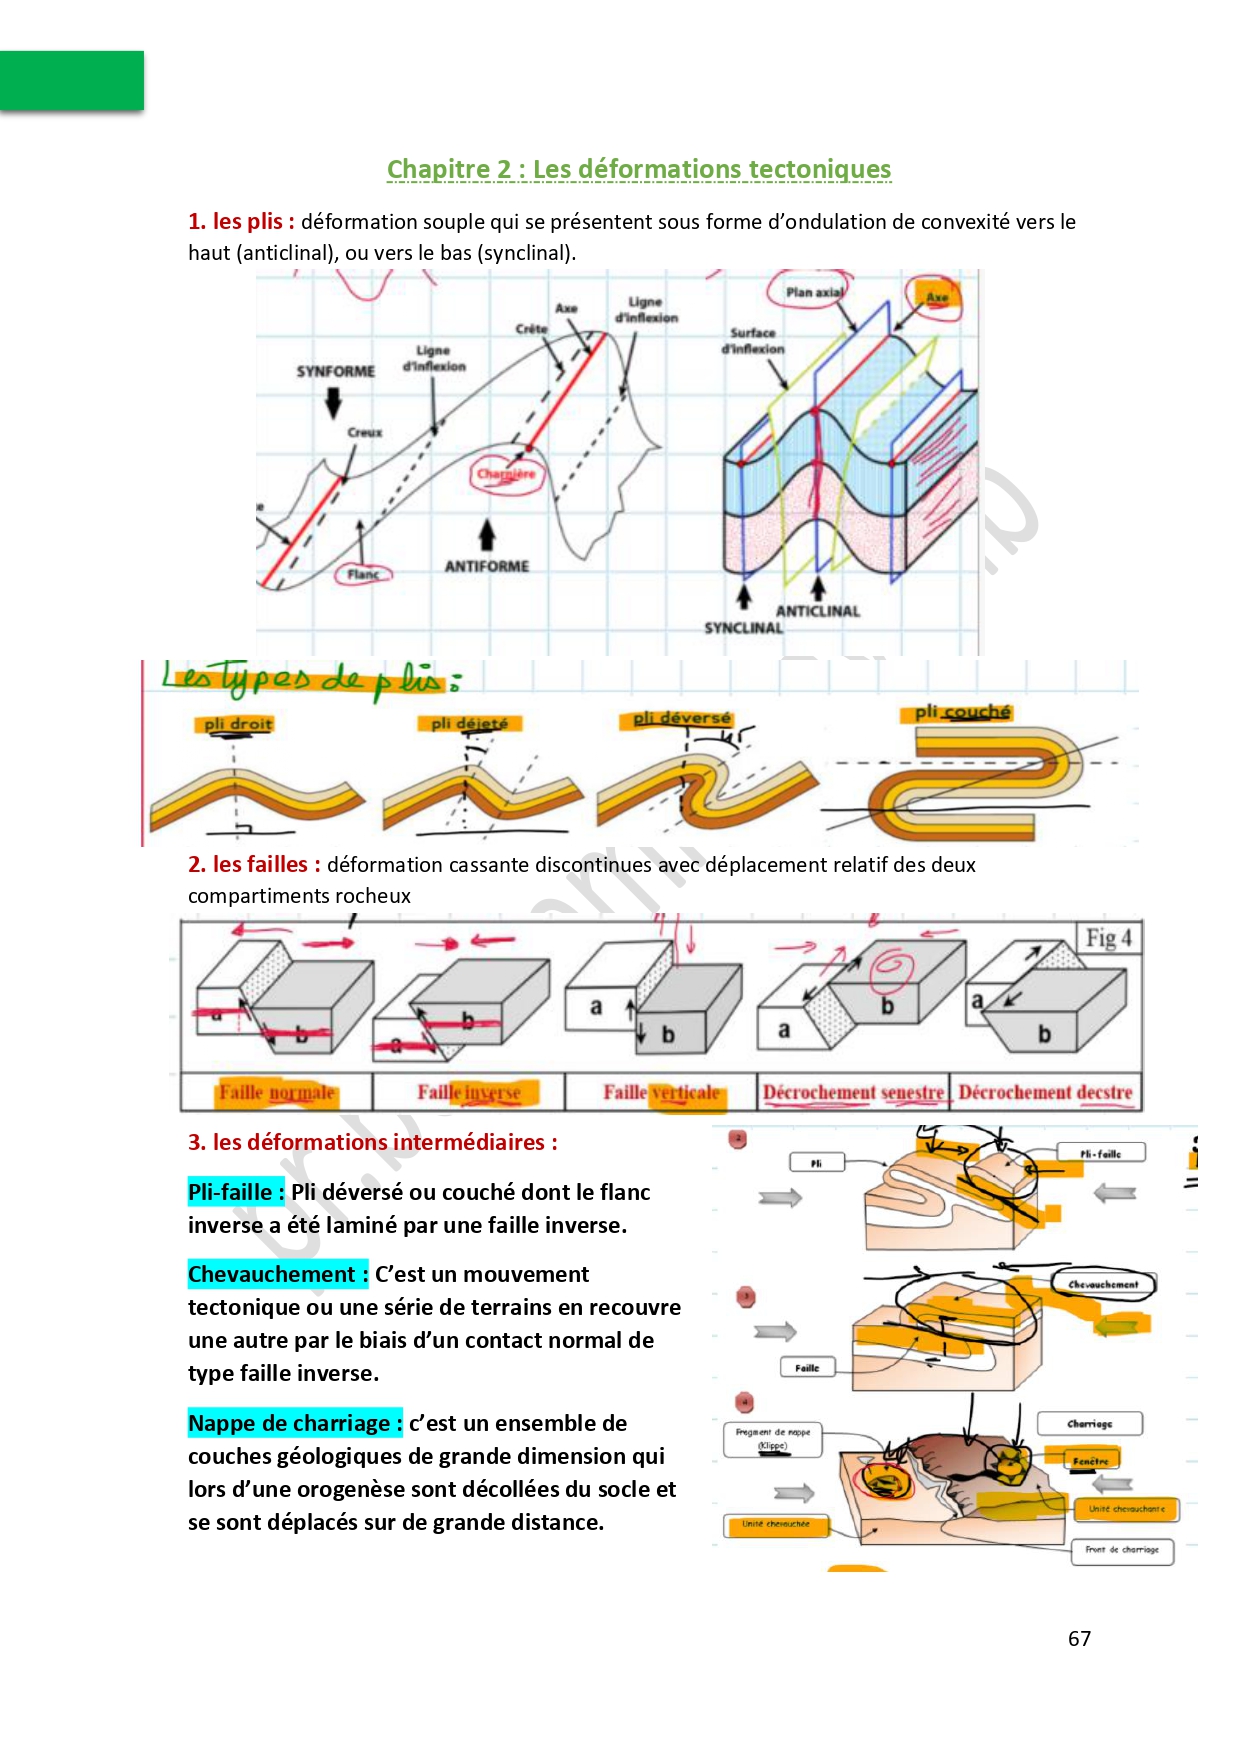 Chapitre 2 : Les déformations tectoniques
1. les plis : déformation souple qui se présentent sous forme d'ondulation de convexité vers le
haut (anticlinal), ou vers le bas (synclinal).
SYNFORME
Creux
Ligne
d'inflexion
Crête
Axe
Ligne
d'inflexion
Charnière
Flanc
ANTIFORME
Plan axial
Axe
Surface
d'inflexion
ANTICLINAL
SYNCLINAL
Les types de plis :
pli droit
pli déjeté
pli déversé
pli couché
2. les failles : déformation cassante discontinues avec déplacement relatif des deux
compartiments rocheux
Fig 4
a b
a b
a b
a b
a b
Faille normale
Faille inverse
Faille verticale
Décrochement senestre
Décrochement decstre
3. les déformations intermédiaires :
Pli-faille : Pli déversé ou couché dont le flanc
inverse a été laminé par une faille inverse.
Chevauchement : C'est un mouvement
tectonique ou une série de terrains en recouvre
une autre par le biais d'un contact normal de
type faille inverse.
Nappe de charriage : c'est un ensemble de
couches géologiques de grande dimension qui
lors d'une orogenèse sont décollées du socle et
se sont déplacés sur de grande distance.
2
Pli
Pli-faille
3
Chevauchement
Faille
4
Fragment de nappe
(Klippe)
Charriage
Fenêtre
Unité chevauchante
Unité chevauchée
Front de charriage
67